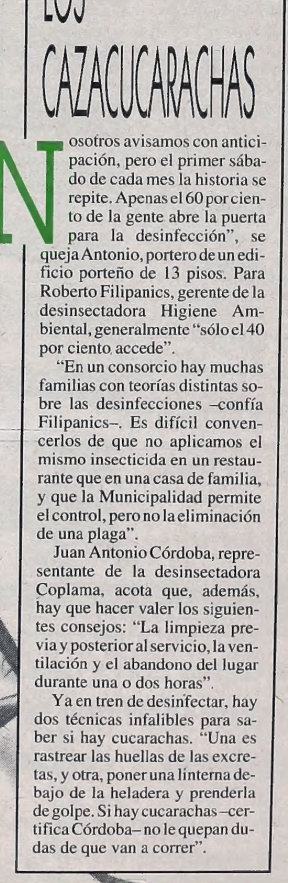 LOS
CAZACUCARACHAS
Nosotros avisamos con antici-
pación, pero el primer sába-
do de cada mes la historia se
repite. Apenas el 60 por cien-
to de la gente abre la puerta
para la desinfección”, se
queja Antonio, portero de un edi-
ficio porteño de 13 pisos. Para
Roberto Filipanics, gerente de la
desinsectadora Higiene Am-
biental, generalmente “sólo el 40
por ciento accede”.
“En un consorcio hay muchas
familias con teorías distintas so-
bre las desinfecciones –confía
Filipanics–. Es difícil conven-
cerlos de que no aplicamos el
mismo insecticida en un restau-
rante que en una casa de familia,
y que la Municipalidad permite
el control, pero no la eliminación
de una plaga”.
Juan Antonio Córdoba, repre-
sentante de la desinsectadora
Coplama, acota que, además,
hay que hacer valer los siguien-
tes consejos: “La limpieza pre-
via y posterior al servicio, la ven-
tilación y el abandono del lugar
durante una o dos horas”.
Ya en tren de desinfectar, hay
dos técnicas infalibles para sa-
ber si hay cucarachas. “Una es
rastrear las huellas de las excre-
tas, y otra, poner una linterna de-
bajo de la heladera y prenderla
de golpe. Si hay cucarachas –cer-
tifica Córdoba– no le quepan du-
das de que van a correr”.